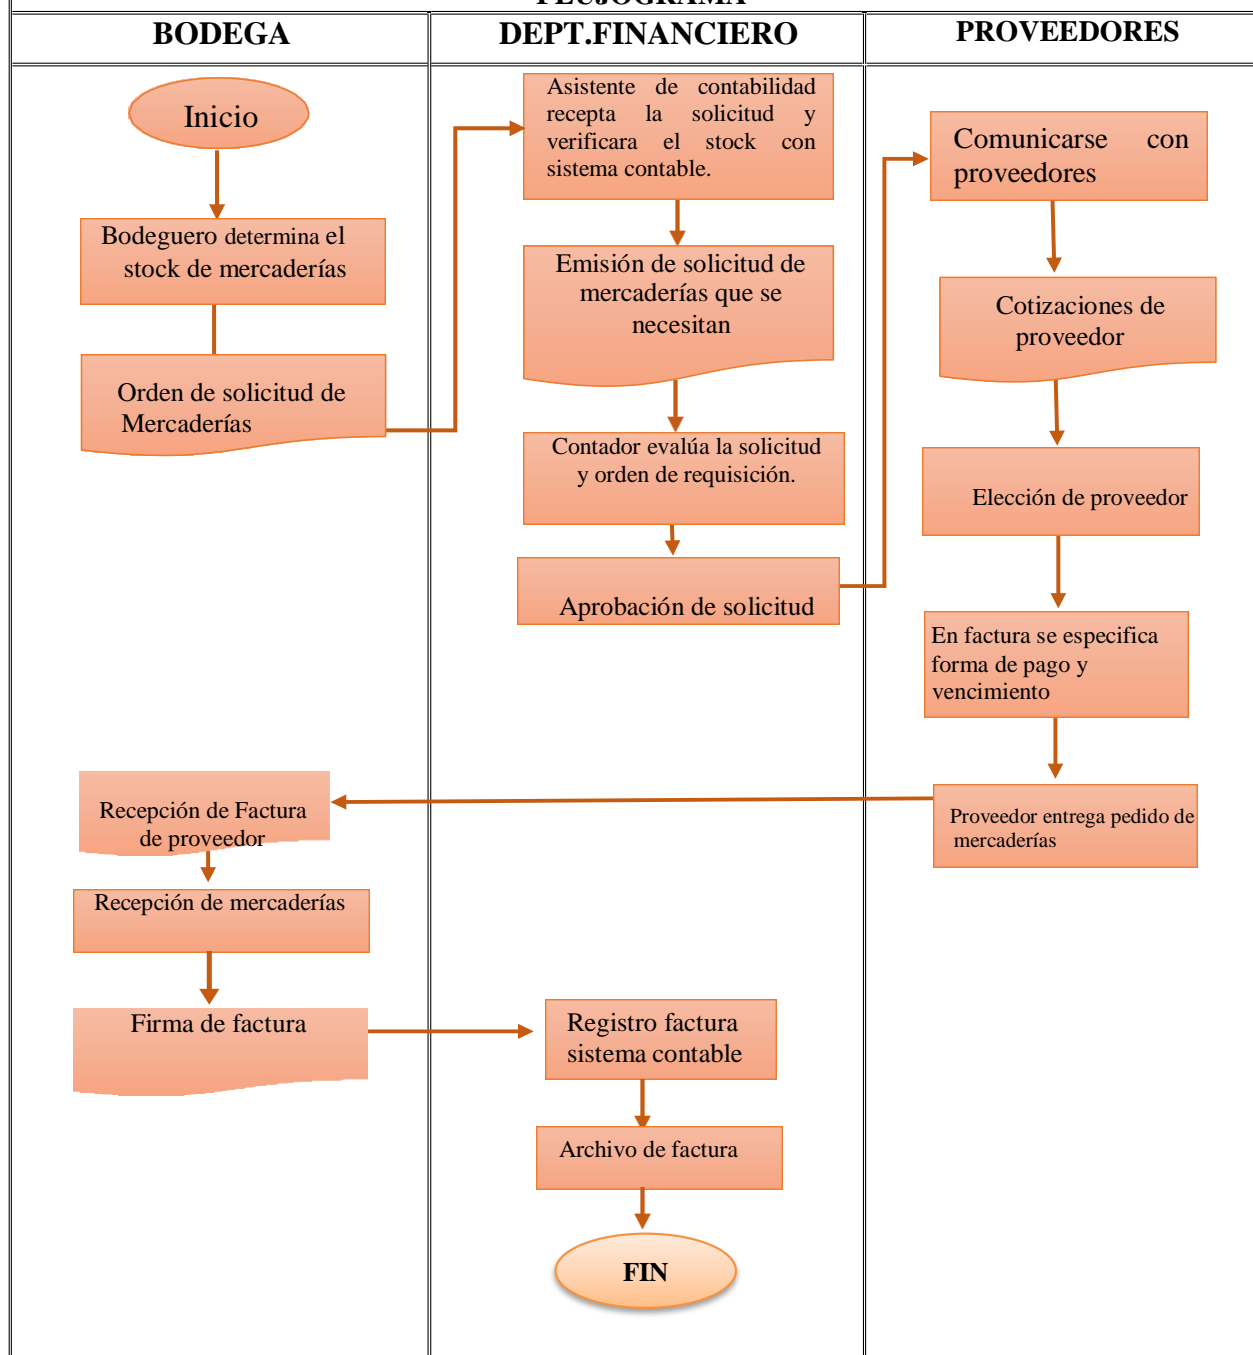 FLUJOGRAMA
BODEGA
DEPT.FINANCIERO
PROVEEDORES
Inicio
Bodeguero determina el
stock de mercaderías
Orden de solicitud de
Mercaderías
Asistente de contabilidad
recepta la solicitud y
verificara el stock con
sistema contable.
Emisión de solicitud de
mercaderías que se
necesitan
Contador evalúa la solicitud
y orden de requisición.
Aprobación de solicitud
Comunicarse con
proveedores
Cotizaciones de
proveedor
Elección de proveedor
En factura se especifica
forma de pago y
vencimiento
Proveedor entrega pedido de
mercaderías
Recepción de Factura
de proveedor
Recepción de mercaderías
Firma de factura
Registro factura
sistema contable
Archivo de factura
FIN